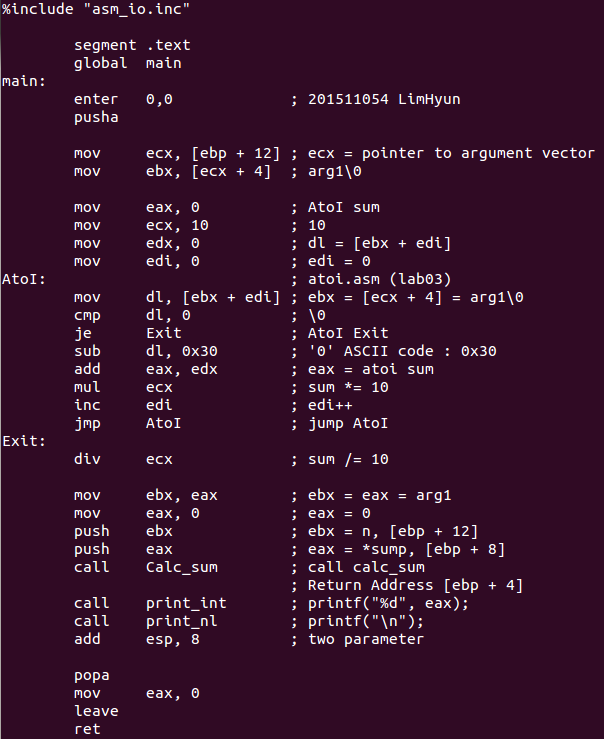 %include "asm_io.inc"
segment .text
global main
main:
enter 0,0 ; 201511054 LimHyun
pusha
mov ecx, [ebp + 12] ; ecx = pointer to argument vector
mov ebx, [ecx + 4] ; arg1\0
mov eax, 0 ; AtoI sum
mov ecx, 10 ; 10
mov edx, 0 ; dl = [ebx + edi]
mov edi, 0 ; edi = 0
AtoI: ; atoi.asm (lab03)
mov dl, [ebx + edi] ; ebx = [ecx + 4] = arg1\0
cmp dl, 0 ; \0
je Exit ; AtoI Exit
sub dl, 0x30 ; '0' ASCII code : 0x30
add eax, edx ; eax = atoi sum
mul ecx ; sum *= 10
inc edi ; edi++
jmp AtoI ; jump AtoI
Exit:
div ecx ; sum /= 10
mov ebx, eax ; ebx = eax = arg1
mov eax, 0 ; eax = 0
push ebx ; ebx = n, [ebp + 12]
push eax ; eax = *sump, [ebp + 8]
call Calc_sum ; call calc_sum
; Return Address [ebp + 4]
call print_int ; printf("%d", eax);
call print_nl ; printf("\n");
add esp, 8 ; two parameter
popa
mov eax, 0
leave
ret